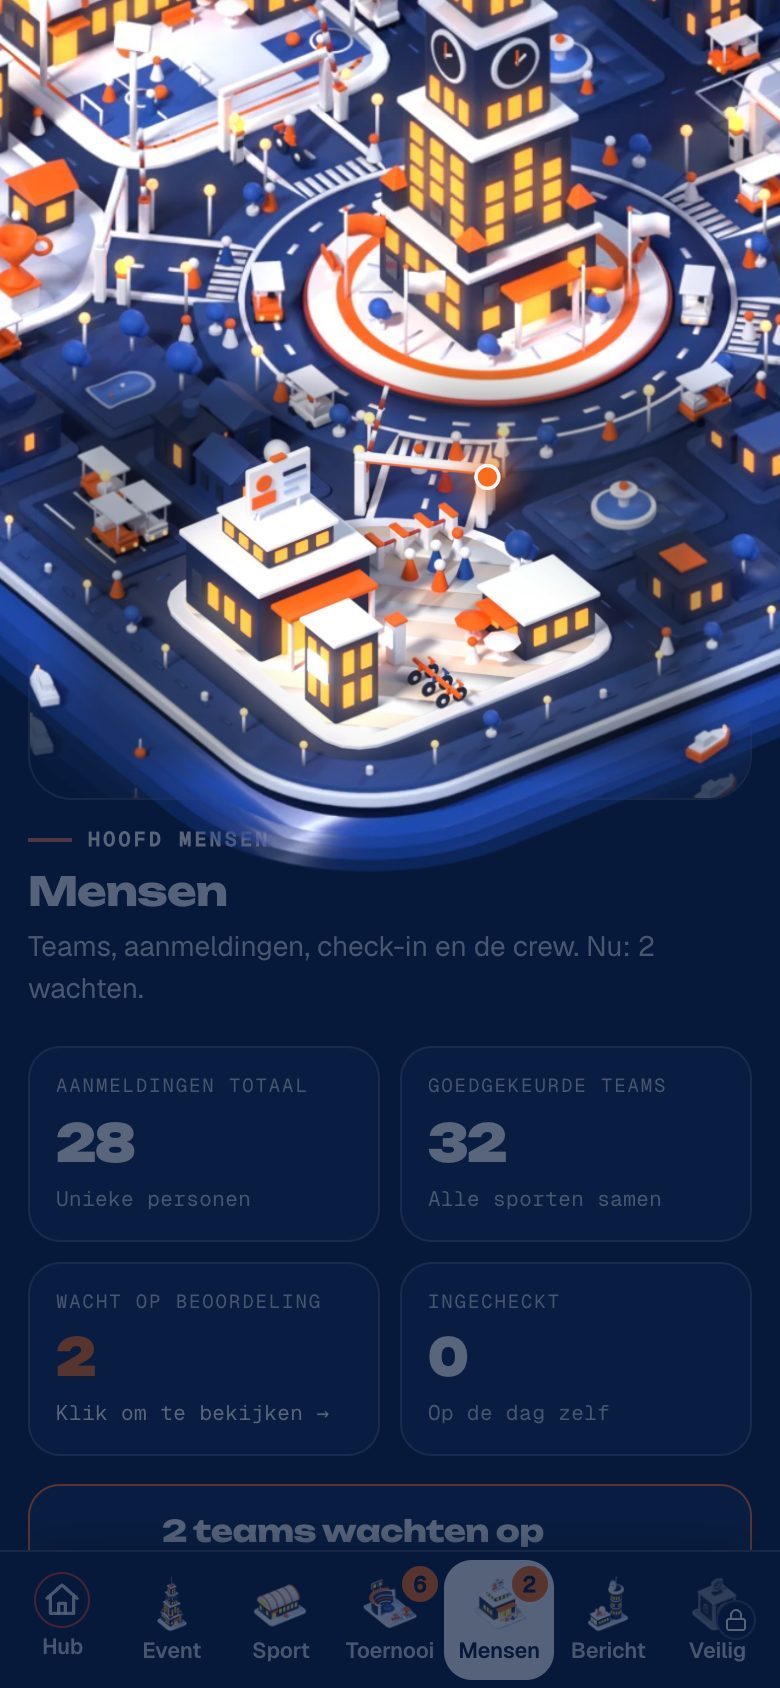 HOOFD MENSEN
Mensen
Teams, aanmeldingen, check-in en de crew. Nu: 2
wachten.
AANMELDINGEN TOTAAL
28
Unieke personen
GOEDGEKEURDE TEAMS
32
Alle sporten samen
WACHT OP BEOORDELING
2
Klik om te bekijken →
INGECHECKT
0
Op de dag zelf
2 teams wachten op
Hub
Event
Sport
6
Toernooi
2
Mensen
Bericht
Veilig